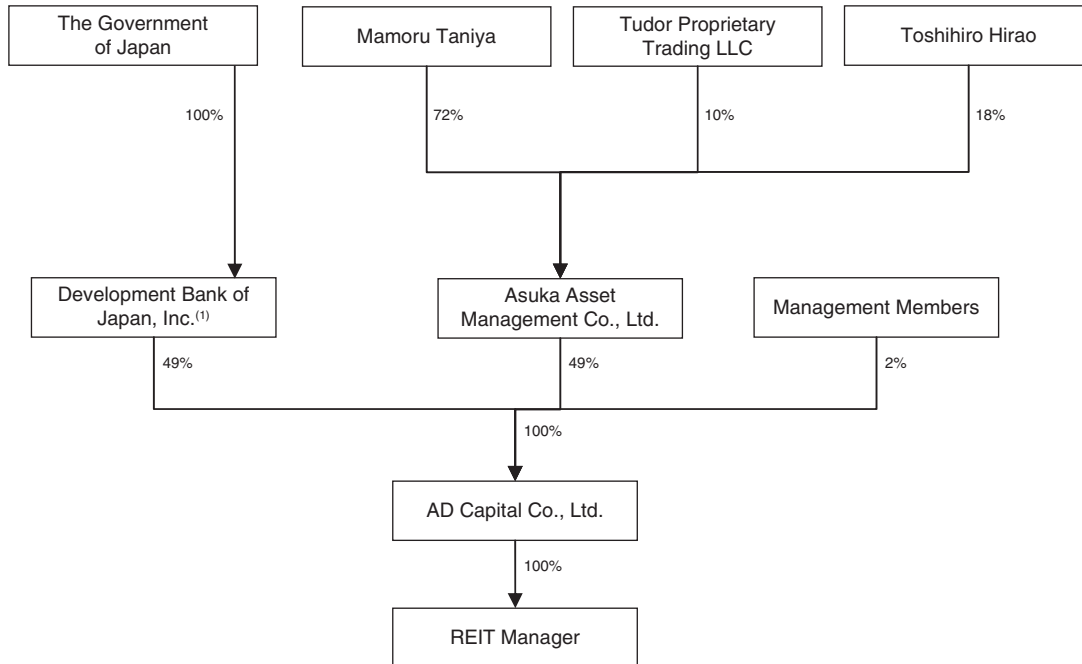 The Government
of Japan
Mamoru Taniya
Tudor Proprietary
Trading LLC
Toshihiro Hirao
100%
72%
10%
18%
Development Bank of
Japan, Inc.(1)
Asuka Asset
Management Co., Ltd.
Management Members
49%
49%
2%
100%
AD Capital Co., Ltd.
100%
REIT Manager